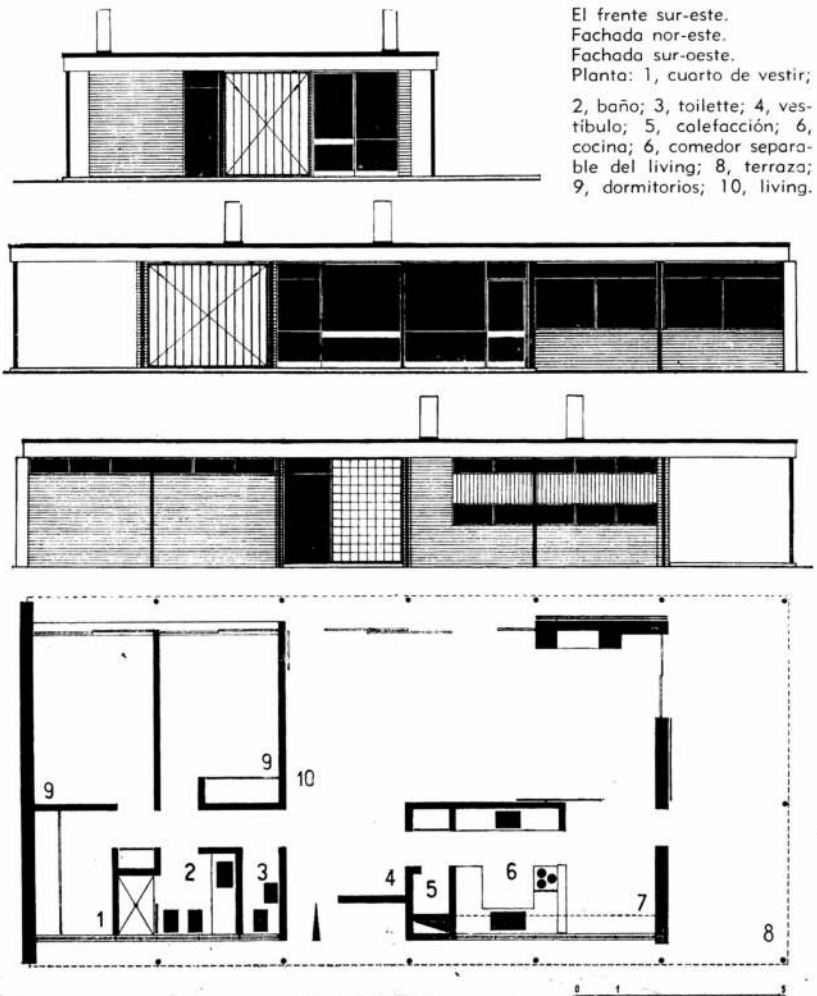 El frente sur-este.
Fachada nor-este.
Fachada sur-oeste.
Planta: 1, cuarto de vestir;
2, baño; 3, toilette; 4, ves-
tíbulo; 5, calefacción; 6,
cocina; 6, comedor separa-
ble del living; 8, terraza;
9, dormitorios; 10, living.
9
9
10
1
2
3
4
5
6
7
8
0 1 5